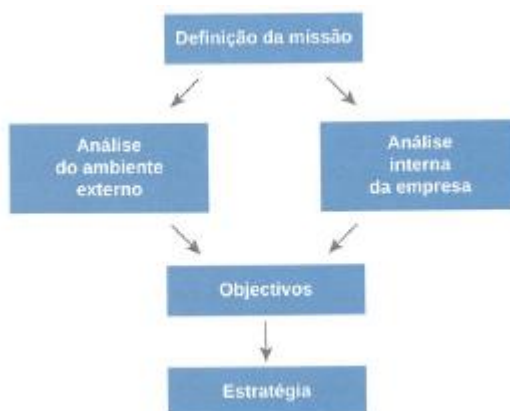 Definição da missão
Análise
do ambiente
externo
Análise
interna
da empresa
Objectivos
Estratégia